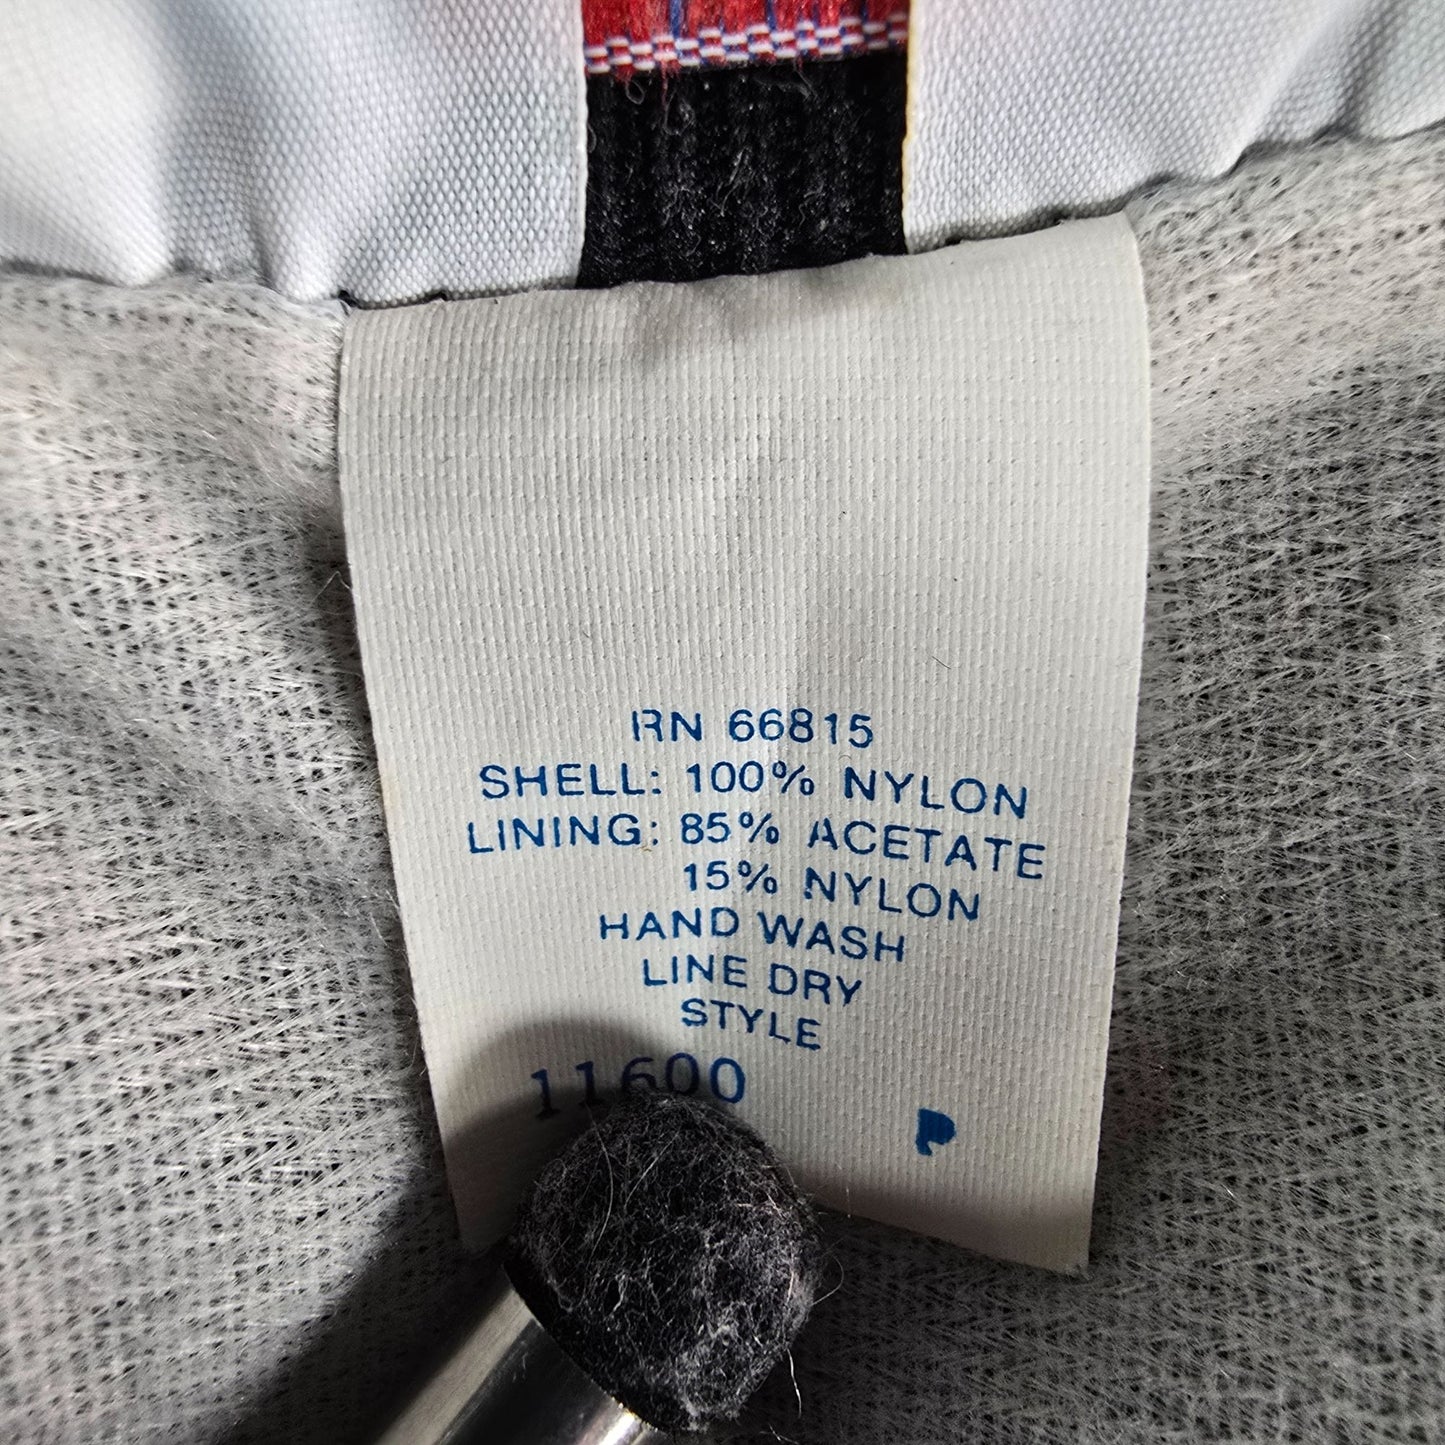 RN 66815
SHELL: 100% NYLON
LINING: 85% ACETATE
15% NYLON
HAND WASH
LINE DRY
STYLE
11600
P